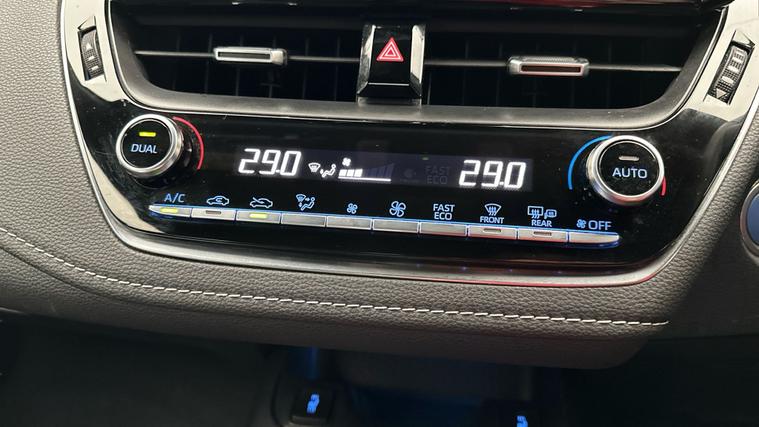 DUAL
29.0
FAST
ECO
29.0
AUTO
A/C
FAST
ECO
FRONT
REAR
OFF